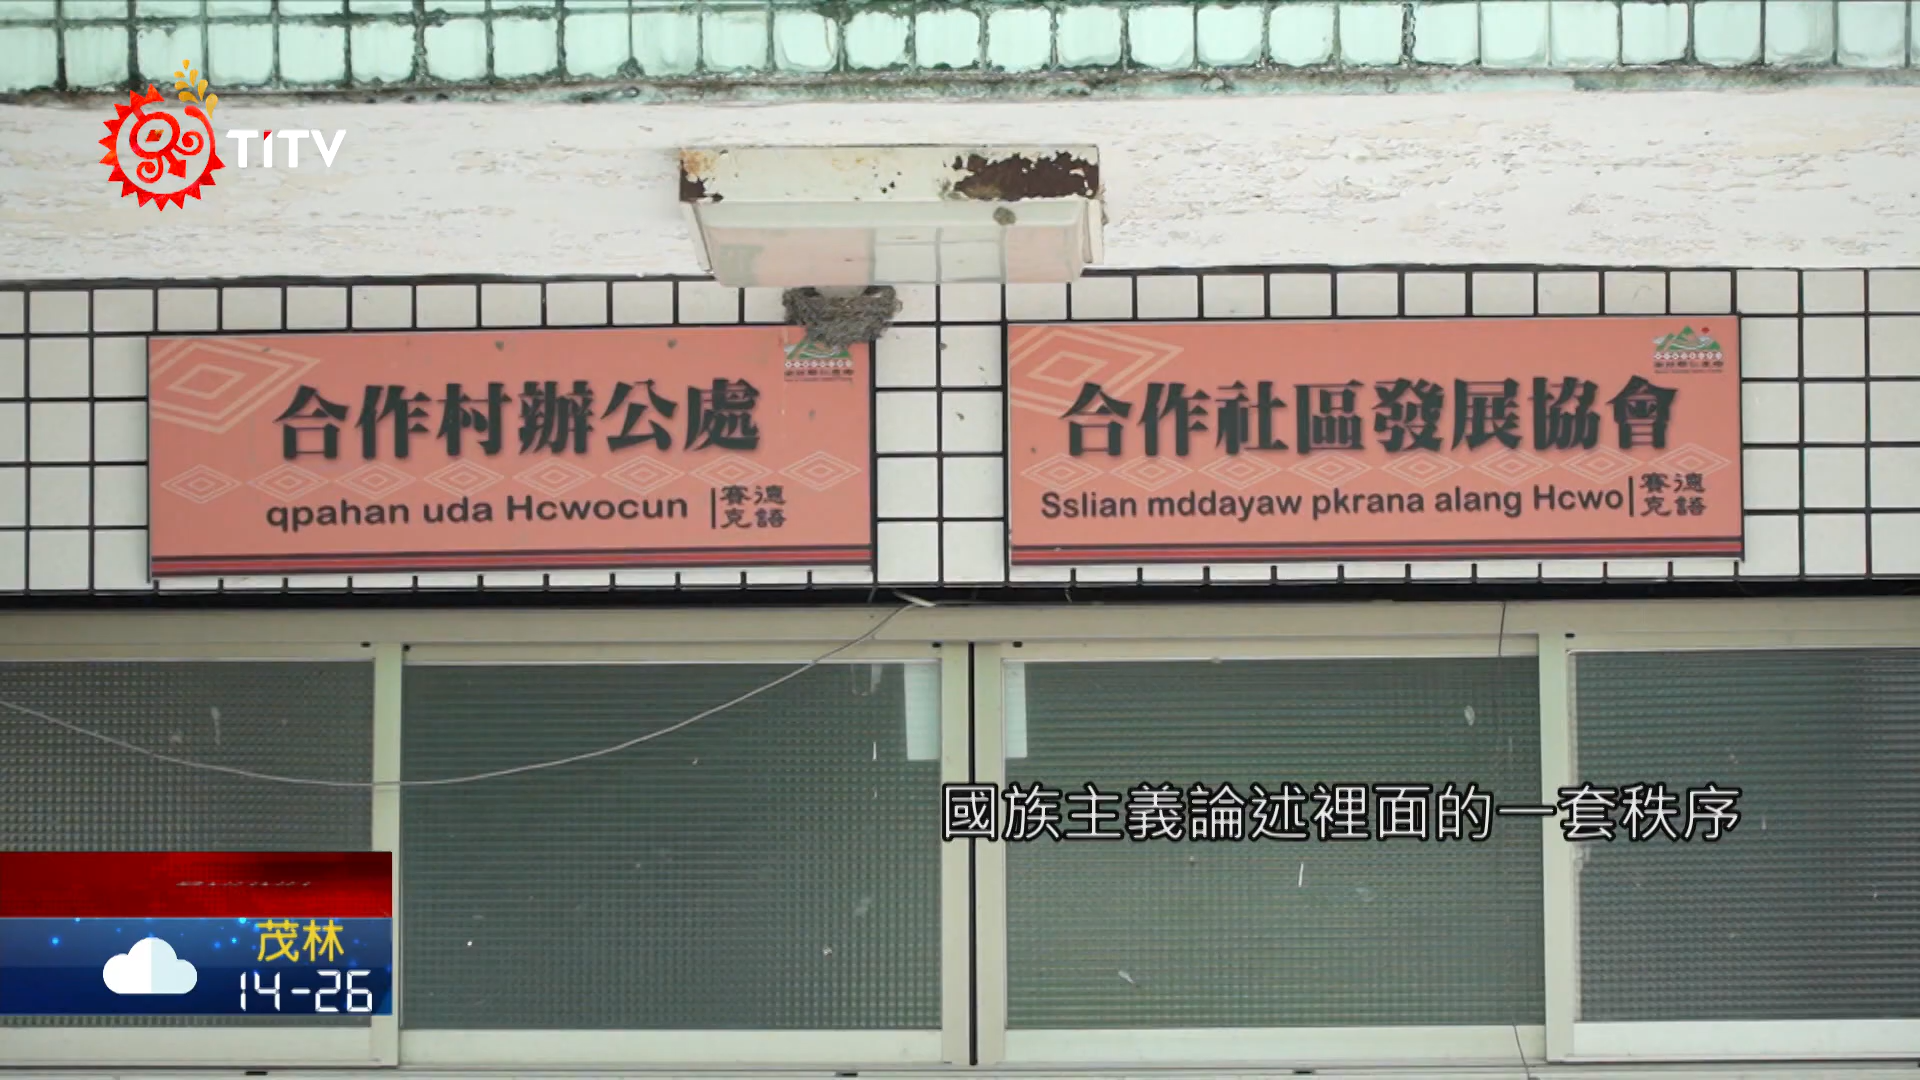 TITV
合作村辦公處
qpahan uda Hcwocun
賽德克語
合作社區發展協會
Sslian mddayaw pkrana alang Hcwo
賽德克語
國族主義論述裡面的一套秩序
茂林
14-26